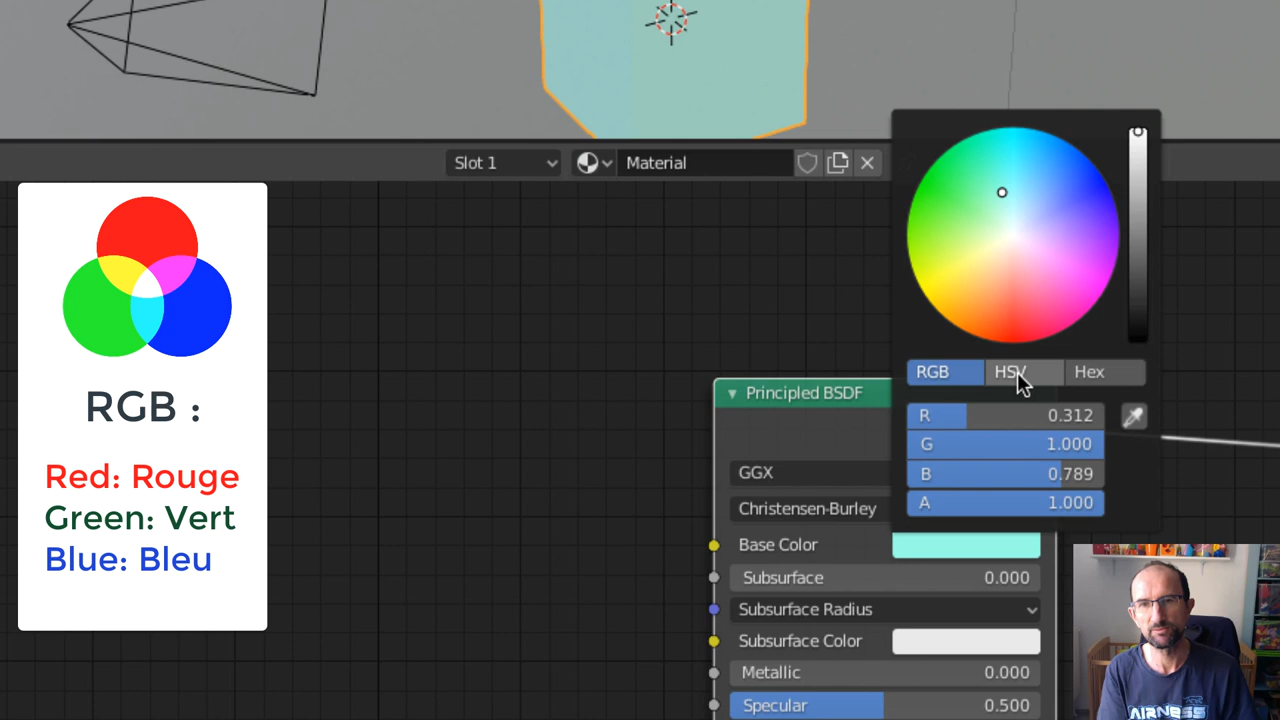 Slot 1
Material
RGB :
Red: Rouge
Green: Vert
Blue: Bleu
RGB HSV Hex
R 0.312
G 1.000
B 0.789
A 1.000
Principled BSDF
GGX
Christensen-Burley
Base Color
Subsurface 0.000
Subsurface Radius
Subsurface Color
Metallic 0.000
Specular 0.500
AIRNESS